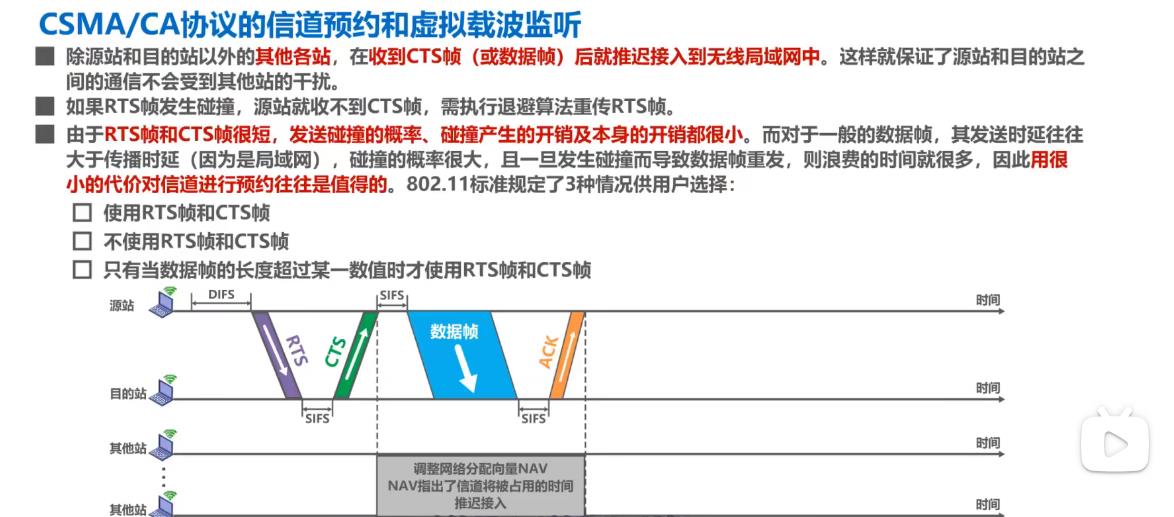 CSMA/CA协议的信道预约和虚拟载波监听
除源站和目的站以外的其他各站，在收到CTS帧（或数据帧）后就推迟接入到无线局域网中。这样就保证了源站和目的站之
间的通信不会受到其他站的干扰。
如果RTS帧发生碰撞，源站就收不到CTS帧，需执行退避算法重传RTS帧。
由于RTS帧和CTS帧很短，发送碰撞的概率、碰撞产生的开销及本身的开销都很小。而对于一般的数据帧，其发送时延往往
大于传播时延（因为是局域网），碰撞的概率很大，且一旦发生碰撞而导致数据帧重发，则浪费的时间就很多，因此用很
小的代价对信道进行预约往往是值得的。802.11标准规定了3种情况供用户选择：
使用RTS帧和CTS帧
不使用RTS帧和CTS帧
只有当数据帧的长度超过某一数值时才使用RTS帧和CTS帧
DIFS
SIFS
源站
时间
RTS
CTS
数据帧
ACK
目的站
时间
SIFS
SIFS
其他站
时间
调整网络分配向量NAV
NAV指出了信道将被占用的时间
推迟接入
其他站
时间